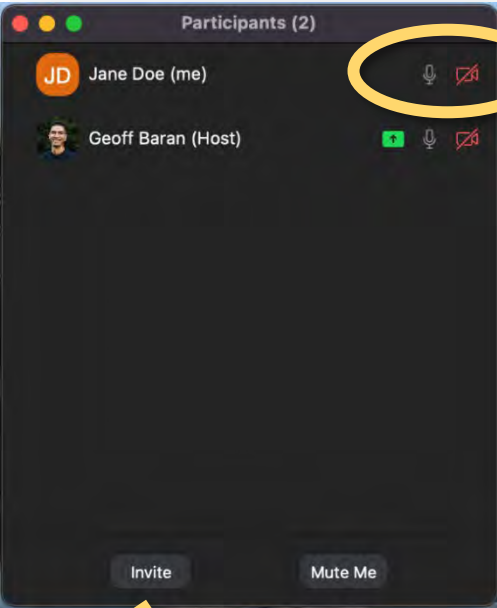 Participants (2)
JD Jane Doe (me)
Geoff Baran (Host)
Invite Mute Me